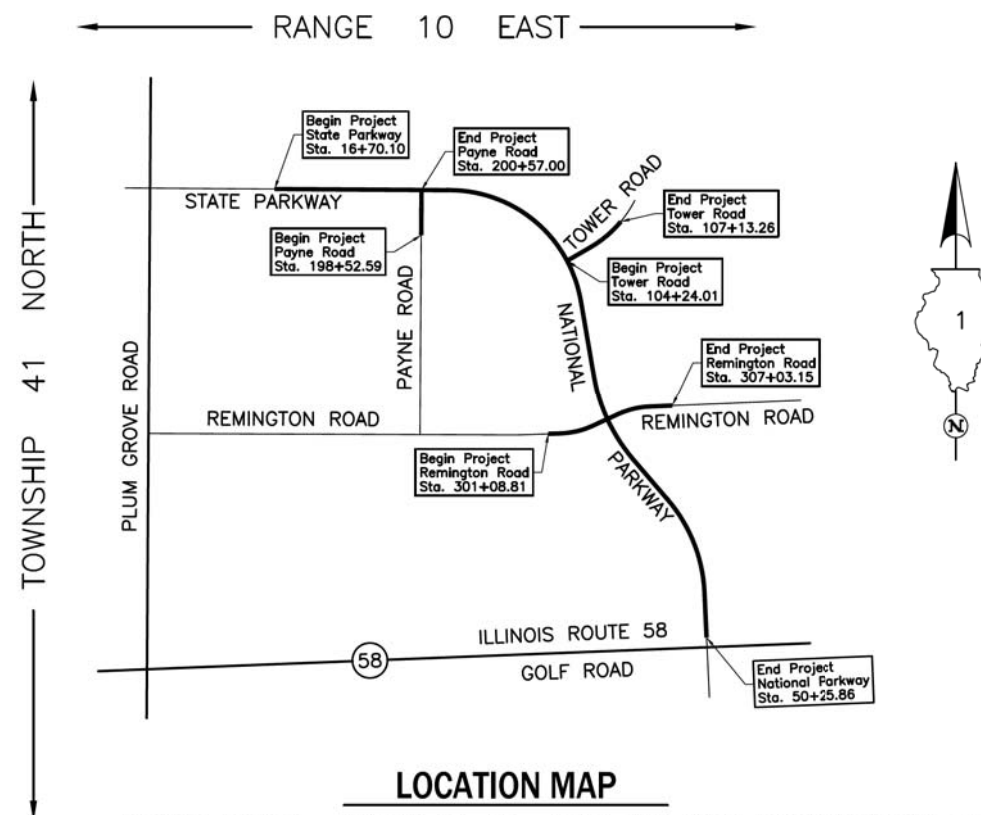 RANGE 10 EAST
TOWNSHIP 41 NORTH
Begin Project
State Parkway
Sta. 16+70.10
End Project
Payne Road
Sta. 200+57.00
STATE PARKWAY
TOWER ROAD
End Project
Tower Road
Sta. 107+13.26
Begin Project
Payne Road
Sta. 198+52.59
Begin Project
Tower Road
Sta. 104+24.01
PAYNE ROAD
NATIONAL
PARKWAY
1
N
PLUM GROVE ROAD
End Project
Remington Road
Sta. 307+03.15
REMINGTON ROAD
REMINGTON ROAD
Begin Project
Remington Road
Sta. 301+08.81
ILLINOIS ROUTE 58
58
GOLF ROAD
End Project
National Parkway
Sta. 50+25.86
LOCATION MAP